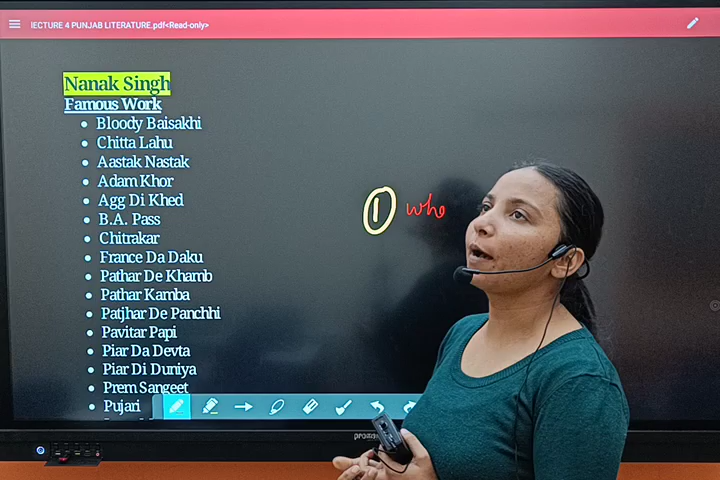 lECTURE 4 PUNJAB LITERATURE.pdf<Read-only>
Nanak Singh
Famous Work
• Bloody Baisakhi
• Chitta Lahu
• Aastak Nastak
• Adam Khor
• Agg Di Khed
• B.A. Pass
• Chitrakar
• France Da Daku
• Pathar De Khamb
• Pathar Kamba
• Patjhar De Panchhi
• Pavitar Papi
• Piar Da Devta
• Piar Di Duniya
• Prem Sangeet
• Pujari
1 who